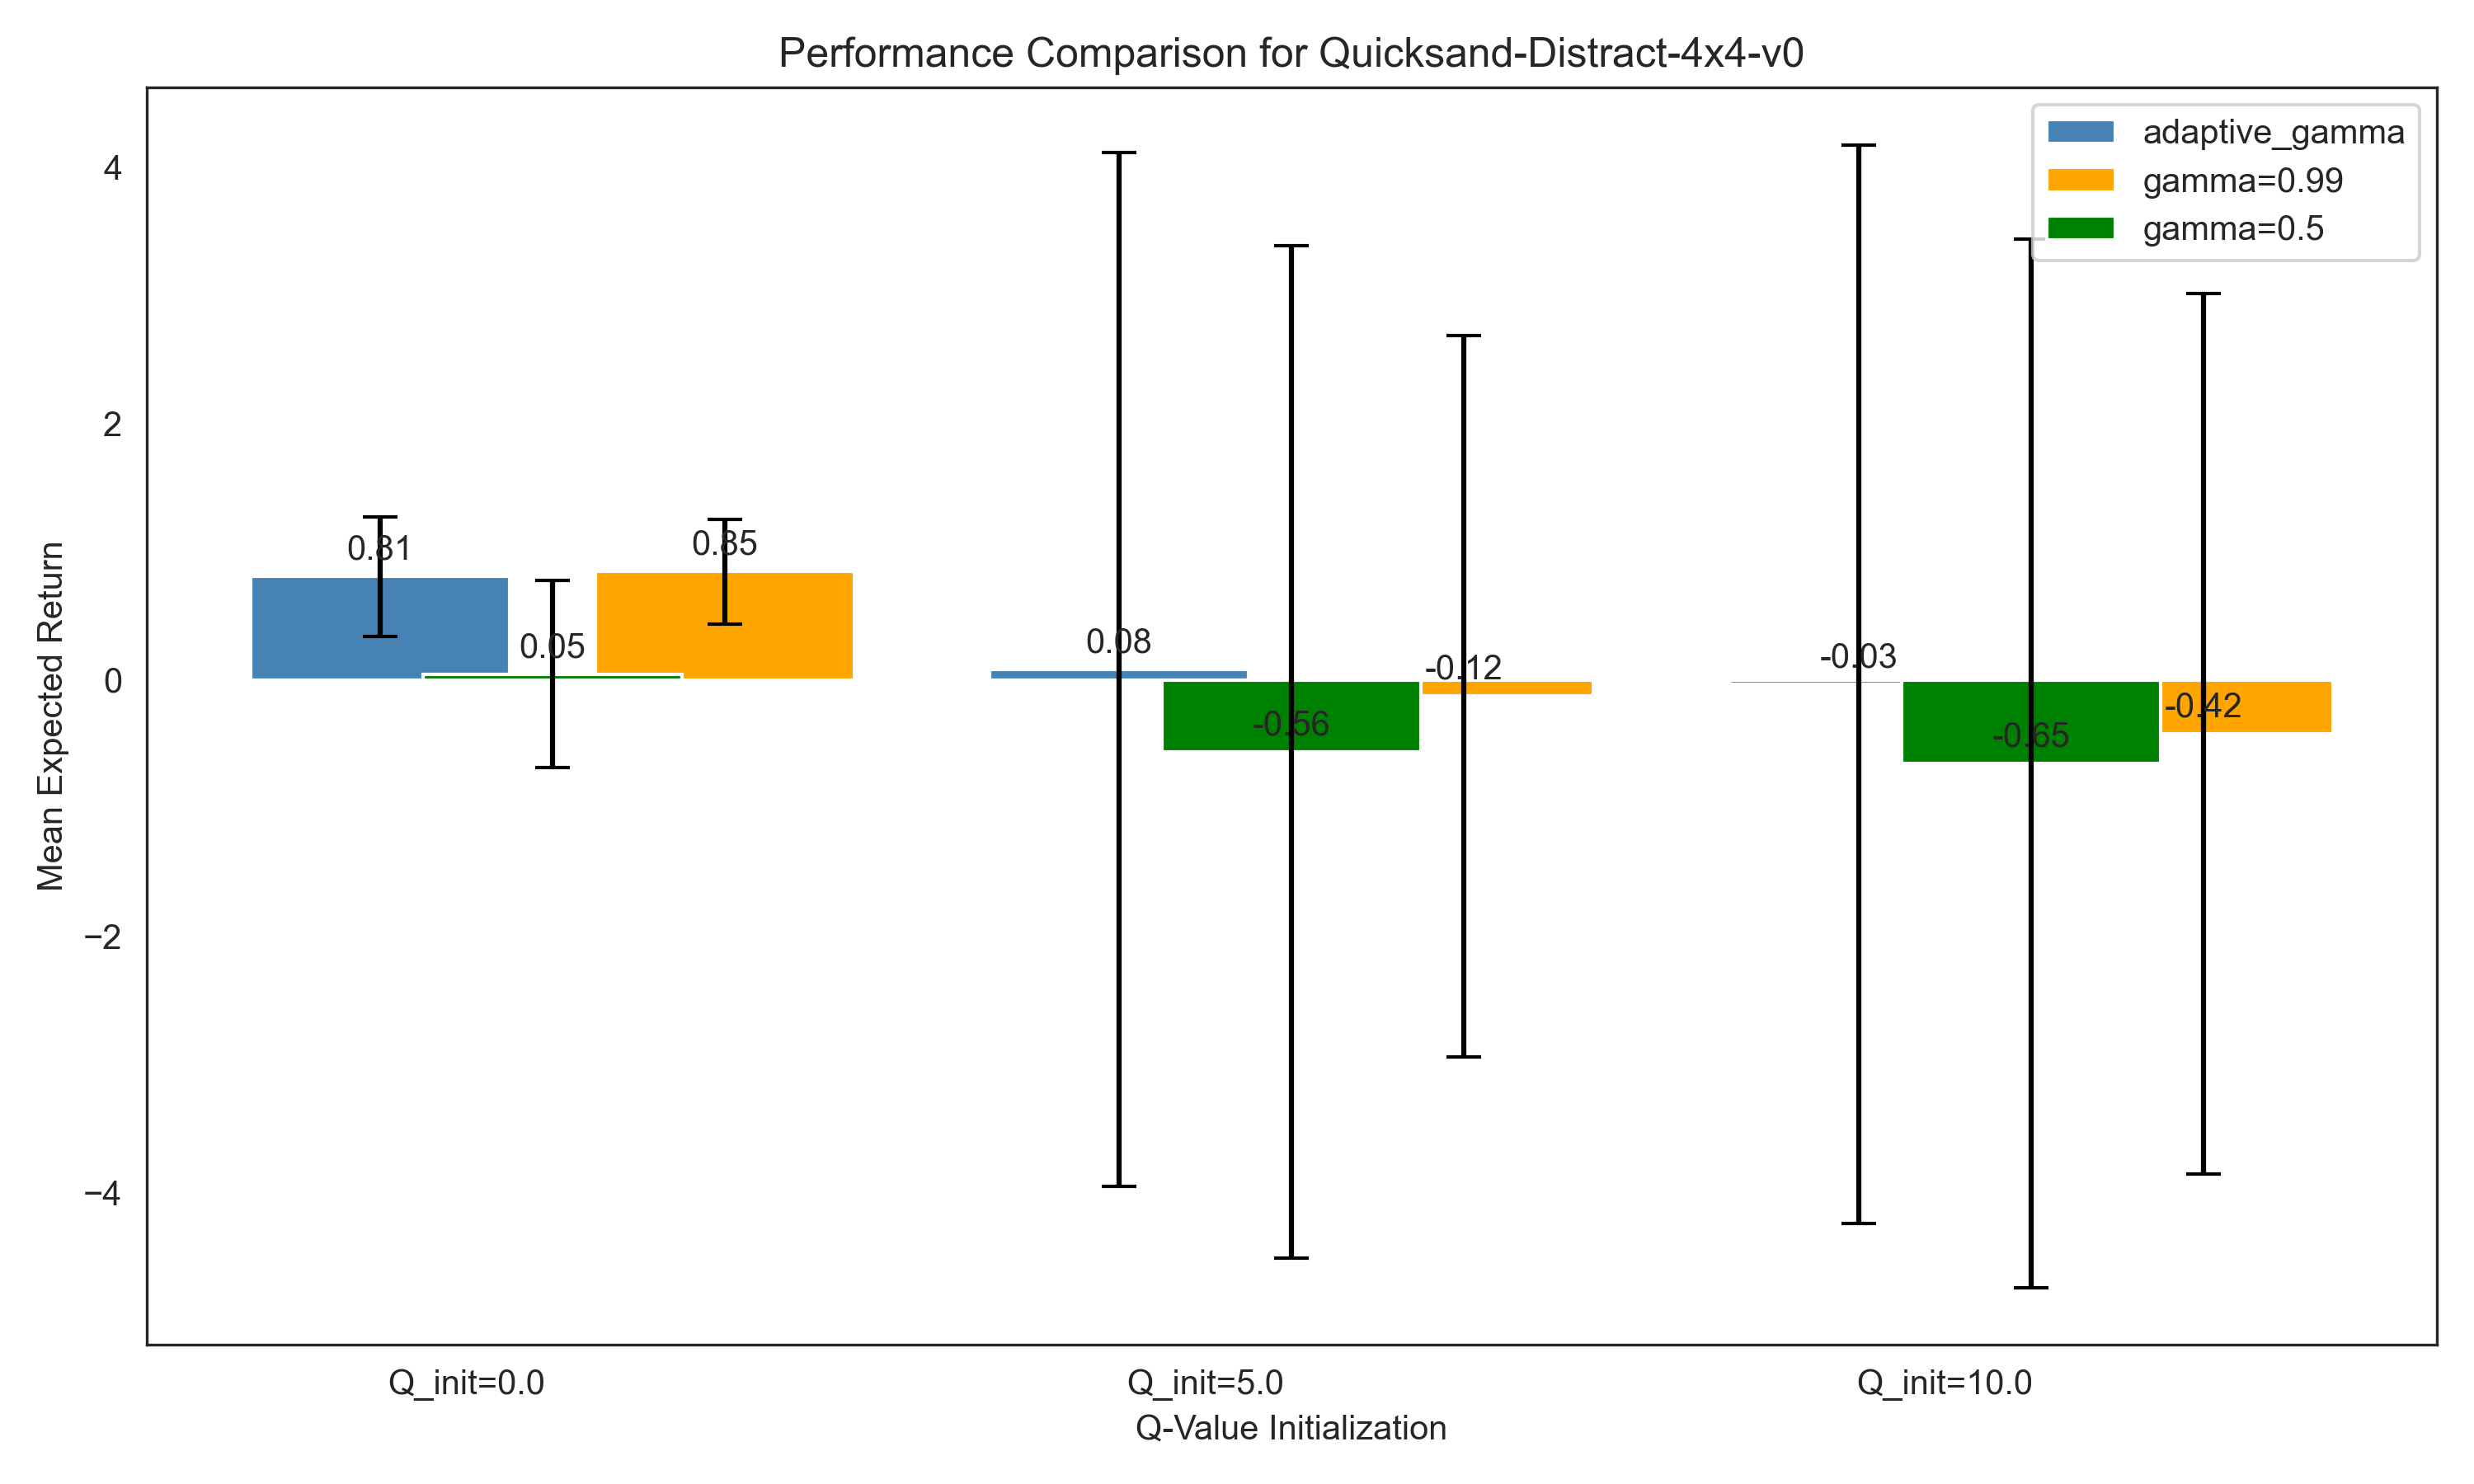 Performance Comparison for Quicksand-Distract-4x4-v0
adaptive_gamma
gamma=0.99
gamma=0.5
Mean Expected Return
4
2
0
−2
−4
0.81
0.05
0.85
0.08
-0.56
-0.12
-0.03
-0.65
-0.42
Q_init=0.0
Q_init=5.0
Q_init=10.0
Q-Value Initialization